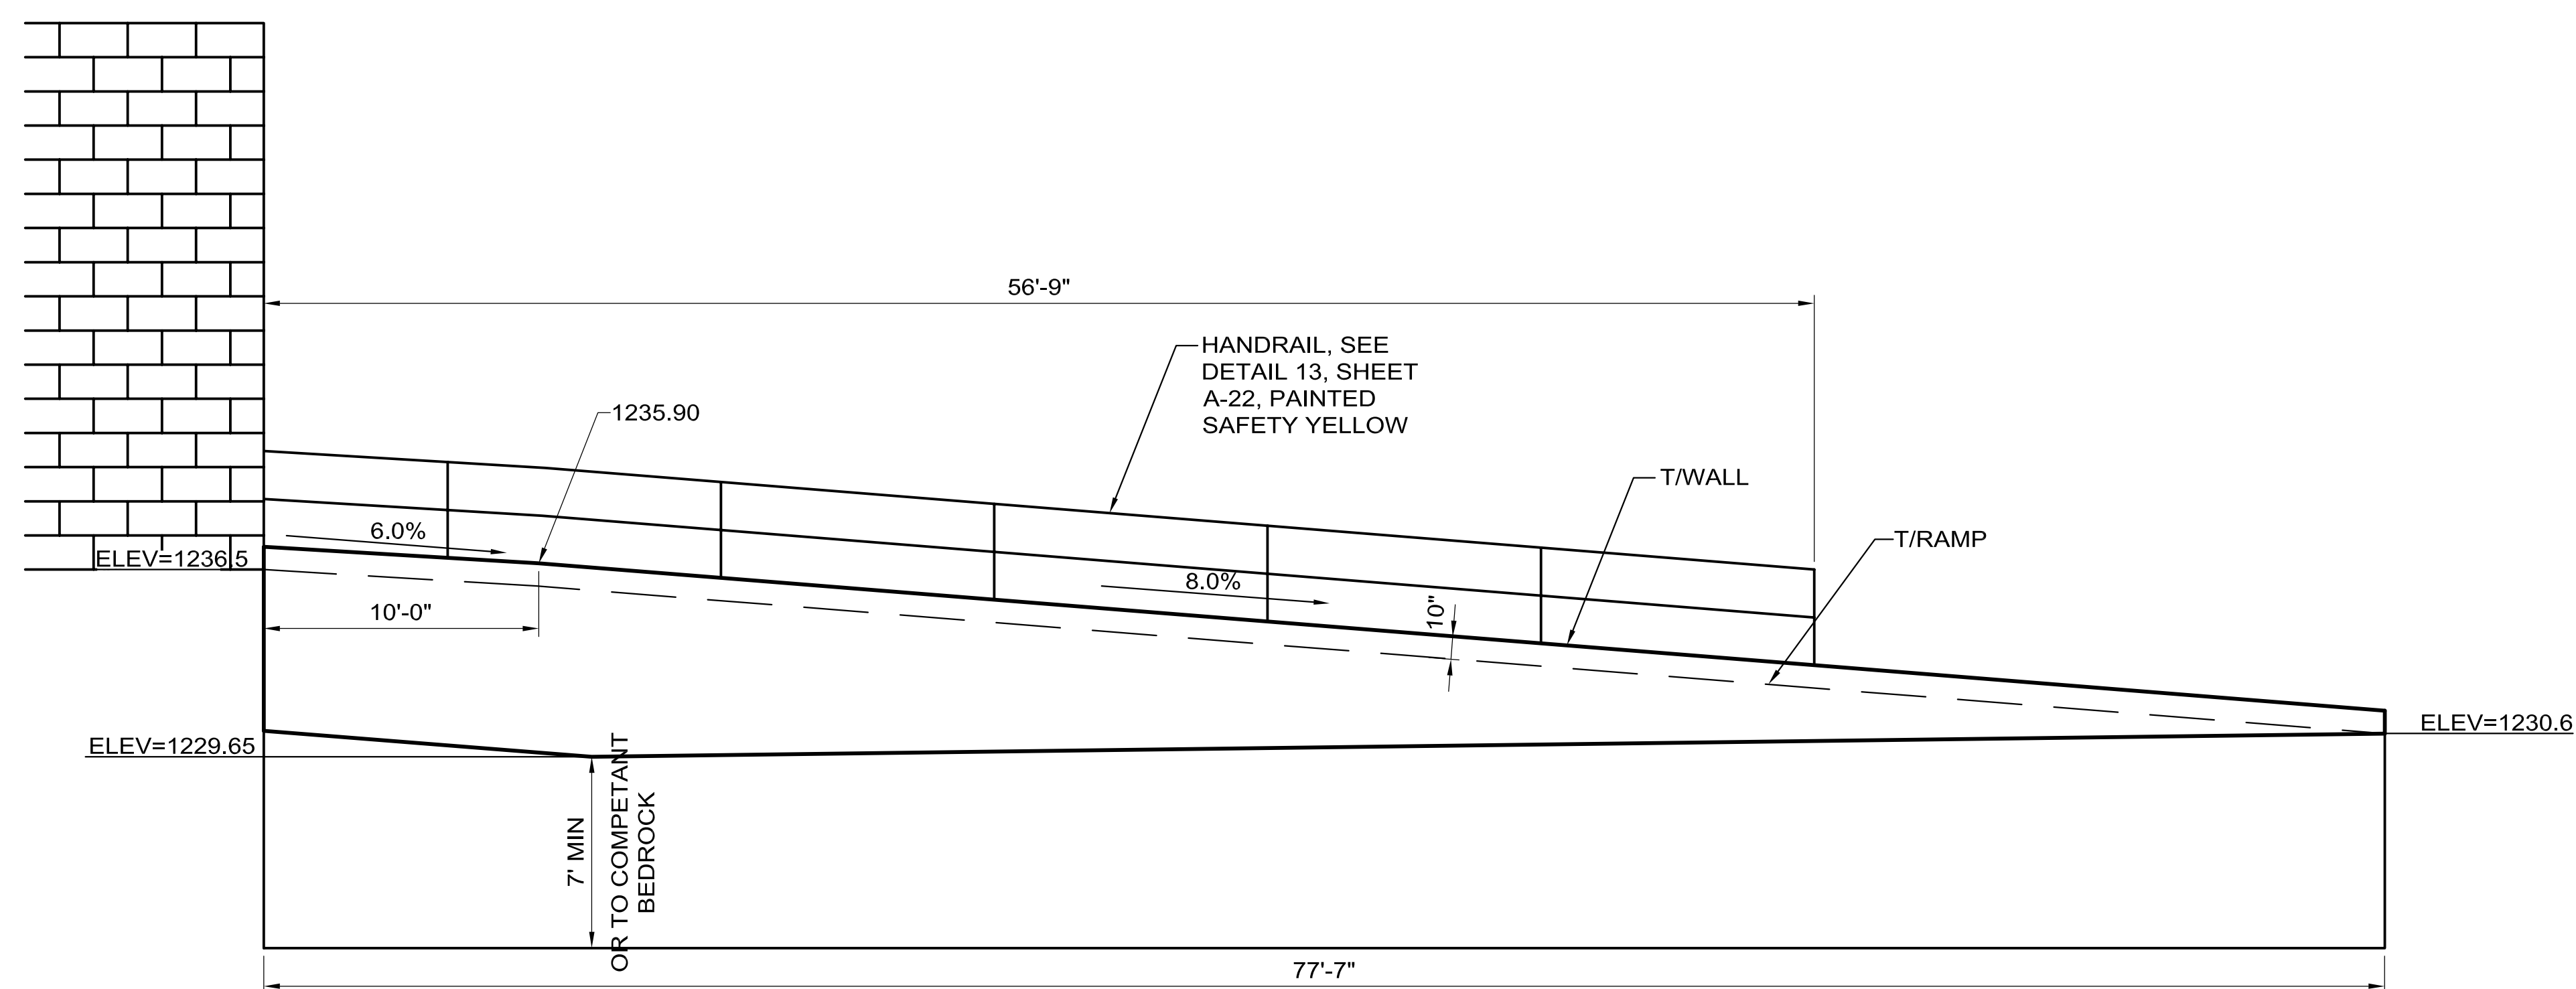 56'-9"
HANDRAIL, SEE
DETAIL 13, SHEET
A-22, PAINTED
SAFETY YELLOW
1235.90
T/WALL
6.0%
T/RAMP
ELEV=1236.5
8.0%
10'-0"
10"
ELEV=1230.6
ELEV=1229.65
7' MIN
OR TO COMPETANT
BEDROCK
77'-7"